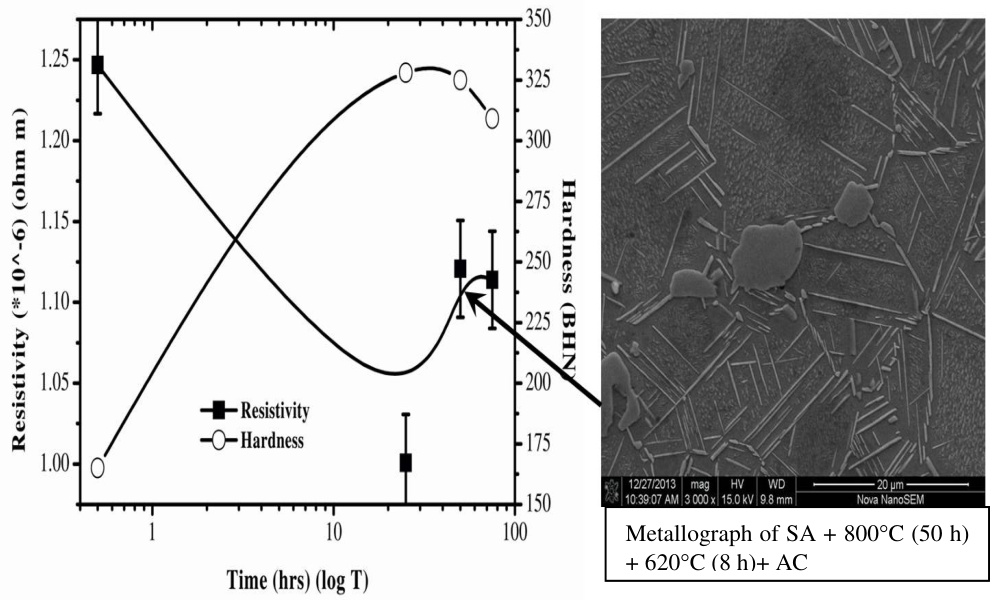 Resistivity (*10^-6) (ohm m)
1.25
1.20
1.15
1.10
1.05
1.00
Resistivity
Hardness
1
10
100
Time (hrs) (log T)
350
325
300
275
250
225
200
175
150
Hardness (BHN)
12/27/2013
10:39:07 AM
mag
3 000 x
HV
15.0 kV
WD
9.8 mm
20 µm
Nova NanoSEM
Metallograph of SA + 800°C (50 h)
+ 620°C (8 h)+ AC